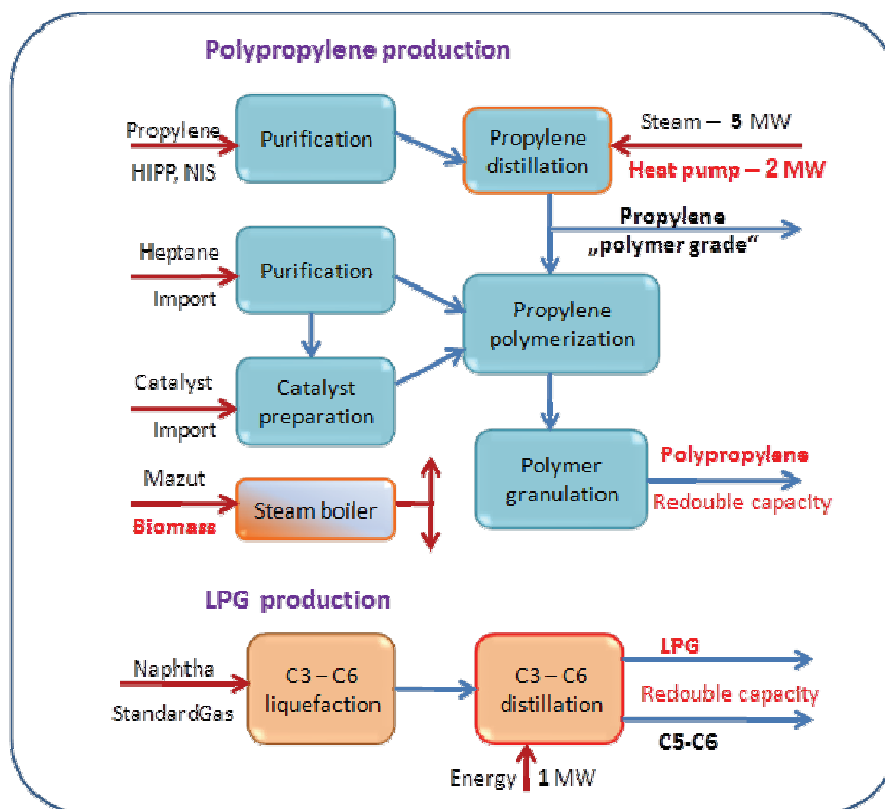 Polypropylene production
Propylene
HIPP, NIS
Purification
Propylene
distillation
Steam – 5 MW
Heat pump – 2 MW
Propylene
„polymer grade“
Heptane
Import
Purification
Propylene
polymerization
Catalyst
Import
Catalyst
preparation
Mazut
Biomass
Steam boiler
Polymer
granulation
Polypropylene
Redouble capacity
LPG production
Naphtha
StandardGas
C3 – C6
liquefaction
C3 – C6
distillation
LPG
Redouble capacity
C5-C6
Energy 1 MW